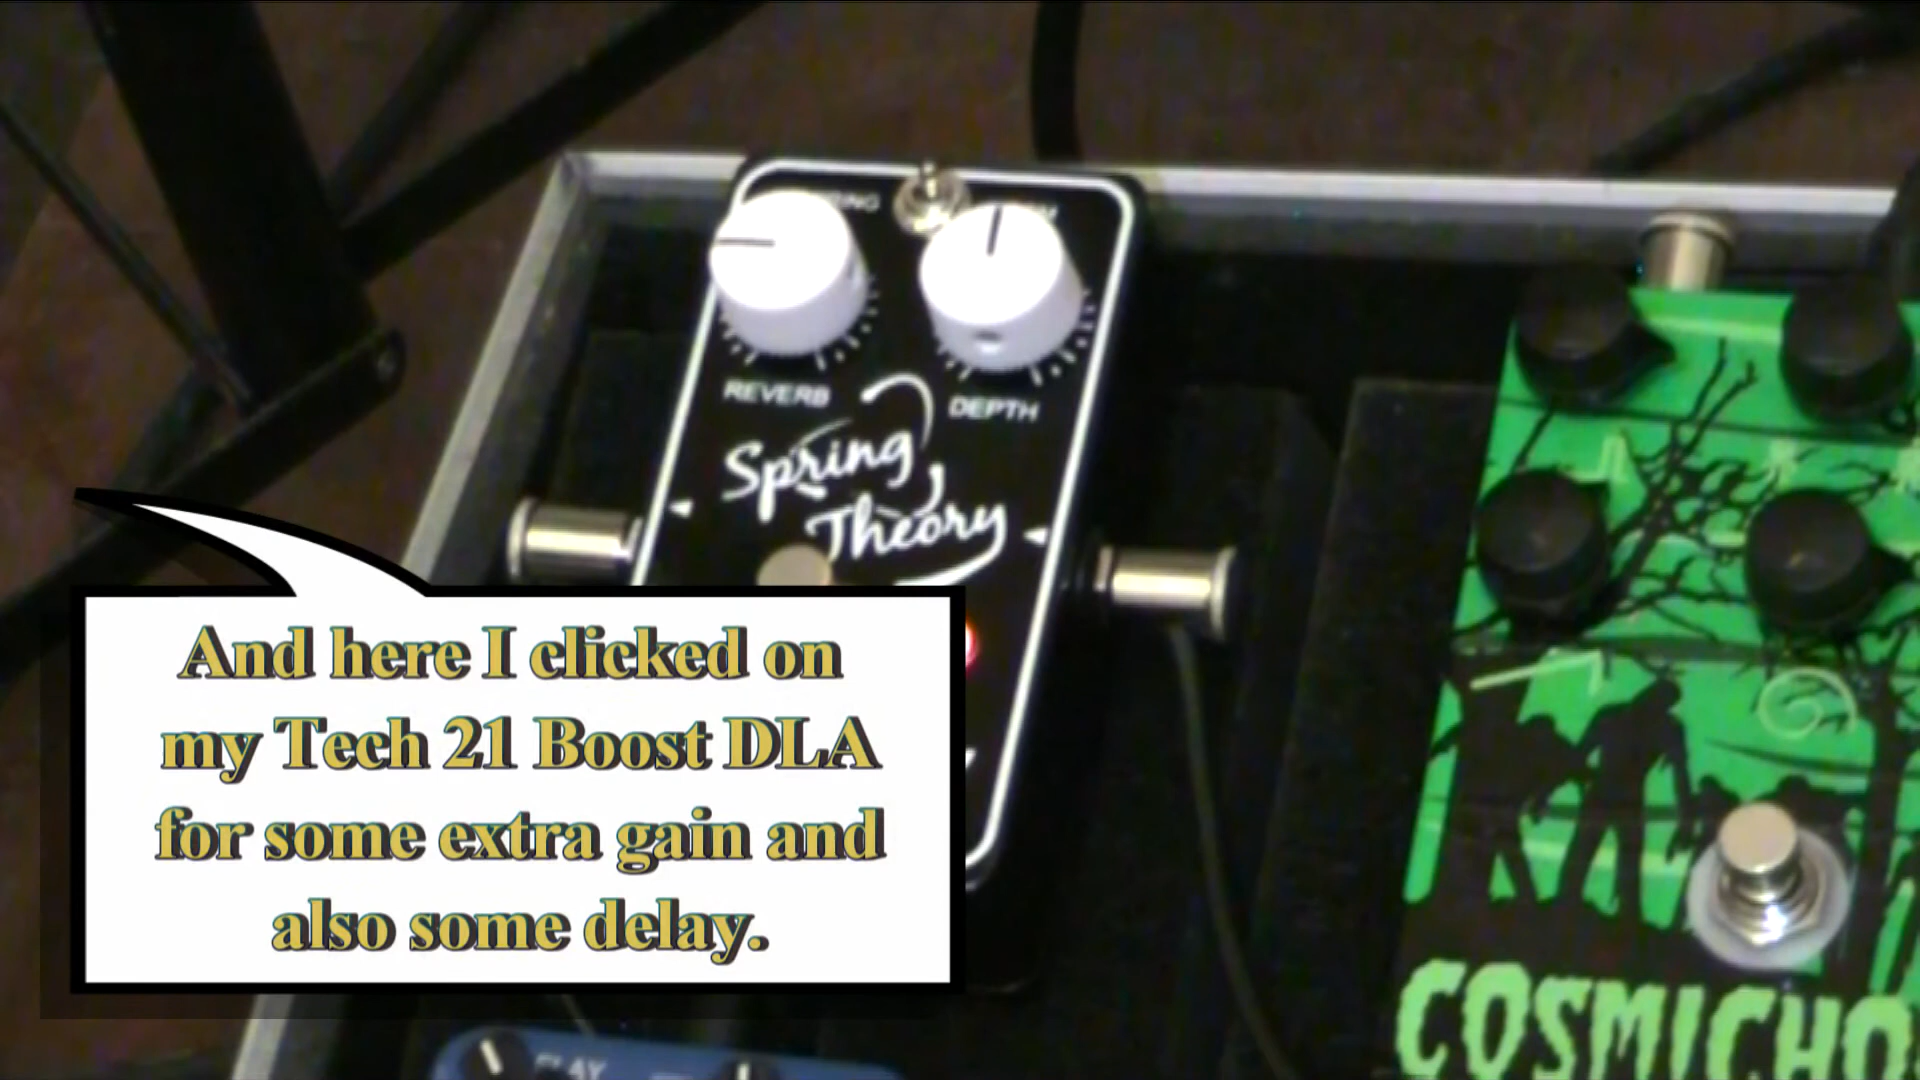 REVERB
DEPTH
Spring
Theory
And here I clicked on
my Tech 21 Boost DLA
for some extra gain and
also some delay.
COSMICHO